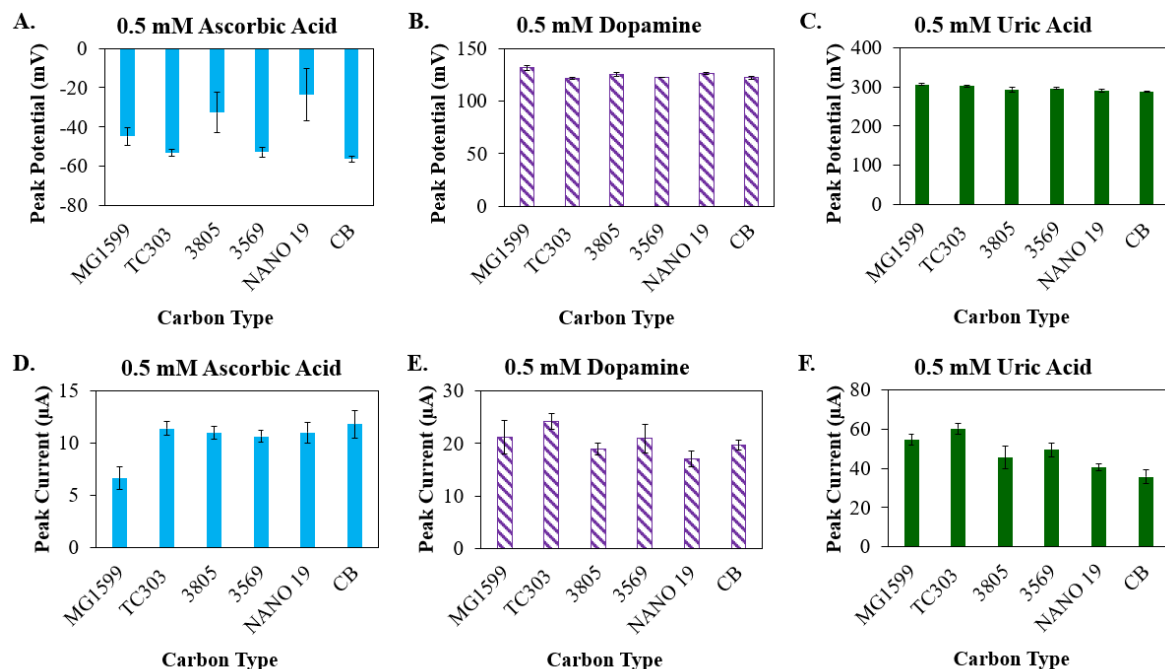 A.
0.5 mM Ascorbic Acid
Peak Potential (mV)
0
-20
-40
-60
-80
MG1599
TC303
3805
3569
NANO 19
CB
Carbon Type
B.
0.5 mM Dopamine
Peak Potential (mV)
150
100
50
0
MG1599
TC303
3805
3569
NANO 19
CB
Carbon Type
C.
0.5 mM Uric Acid
Peak Potential (mV)
400
300
200
100
0
MG1599
TC303
3805
3569
NANO 19
CB
Carbon Type
D.
0.5 mM Ascorbic Acid
Peak Current (µA)
15
10
5
0
MG1599
TC303
3805
3569
NANO 19
CB
Carbon Type
E.
0.5 mM Dopamine
Peak Current (µA)
30
20
10
0
MG1599
TC303
3805
3569
NANO 19
CB
Carbon Type
F.
0.5 mM Uric Acid
Peak Current (µA)
80
60
40
20
0
MG1599
TC303
3805
3569
NANO 19
CB
Carbon Type